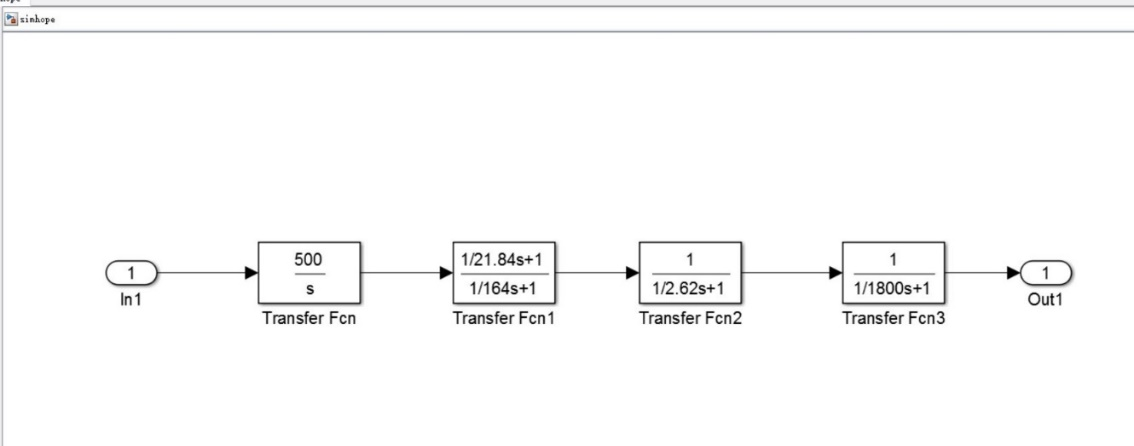 simhope
1
In1
500
s
Transfer Fcn
1/21.84s+1
1/164s+1
Transfer Fcn1
1
1/2.62s+1
Transfer Fcn2
1
1/1800s+1
Transfer Fcn3
1
Out1